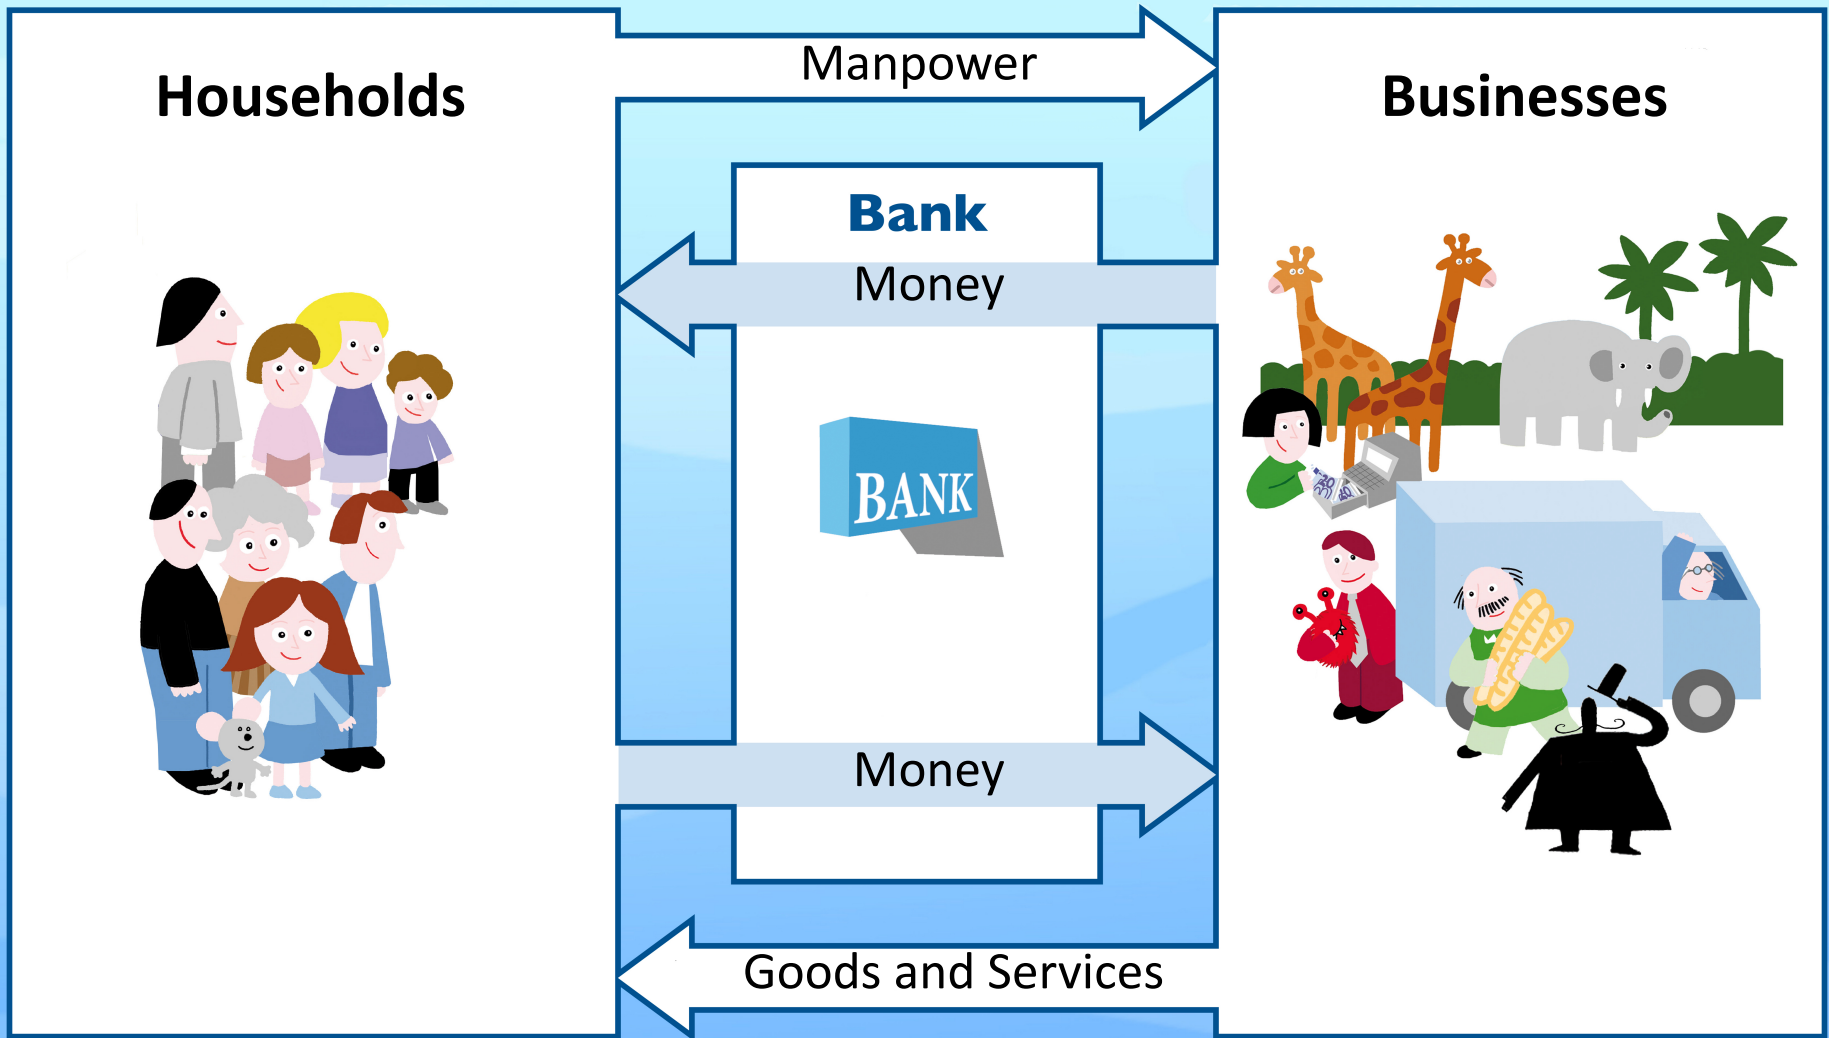 Households
Manpower
Businesses
Bank
Money
BANK
Money
Goods and Services